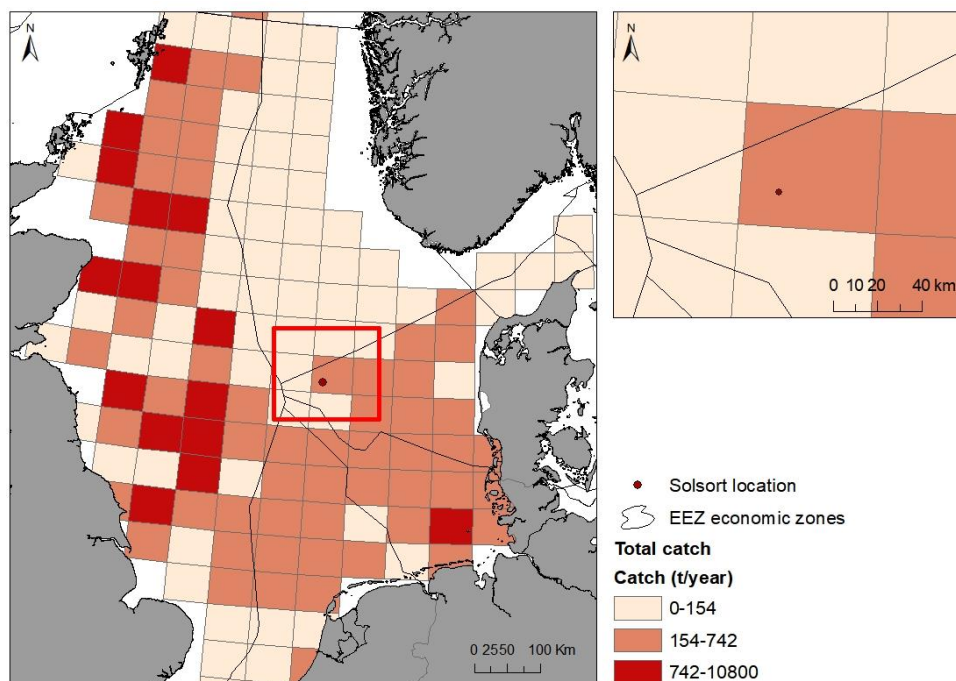 N
0 2550 100 Km
N
0 10 20 40 km
Solsort location
EEZ economic zones
Total catch
Catch (t/year)
0-154
154-742
742-10800